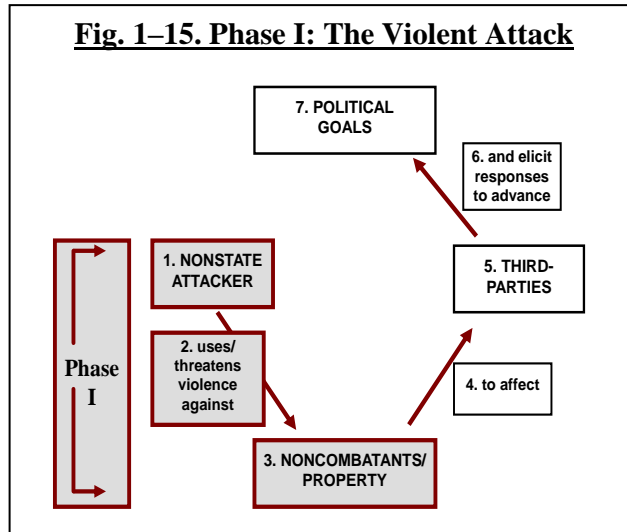 Fig. 1–15. Phase I: The Violent Attack
7. POLITICAL
GOALS
6. and elicit
responses
to advance
1. NONSTATE
ATTACKER
5. THIRD-
PARTIES
2. uses/
threatens
violence
against
Phase
I
4. to affect
3. NONCOMBATANTS/
PROPERTY